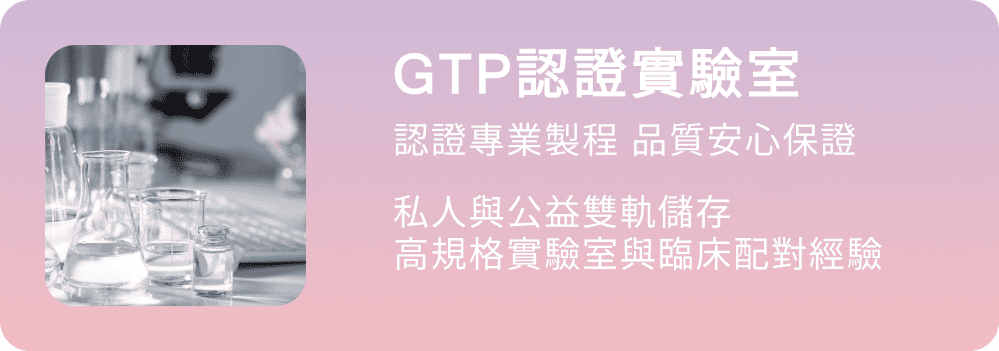 GTP認證實驗室
認證專業製程 品質安心保證
私人與公益雙軌儲存
高規格實驗室與臨床配對經驗